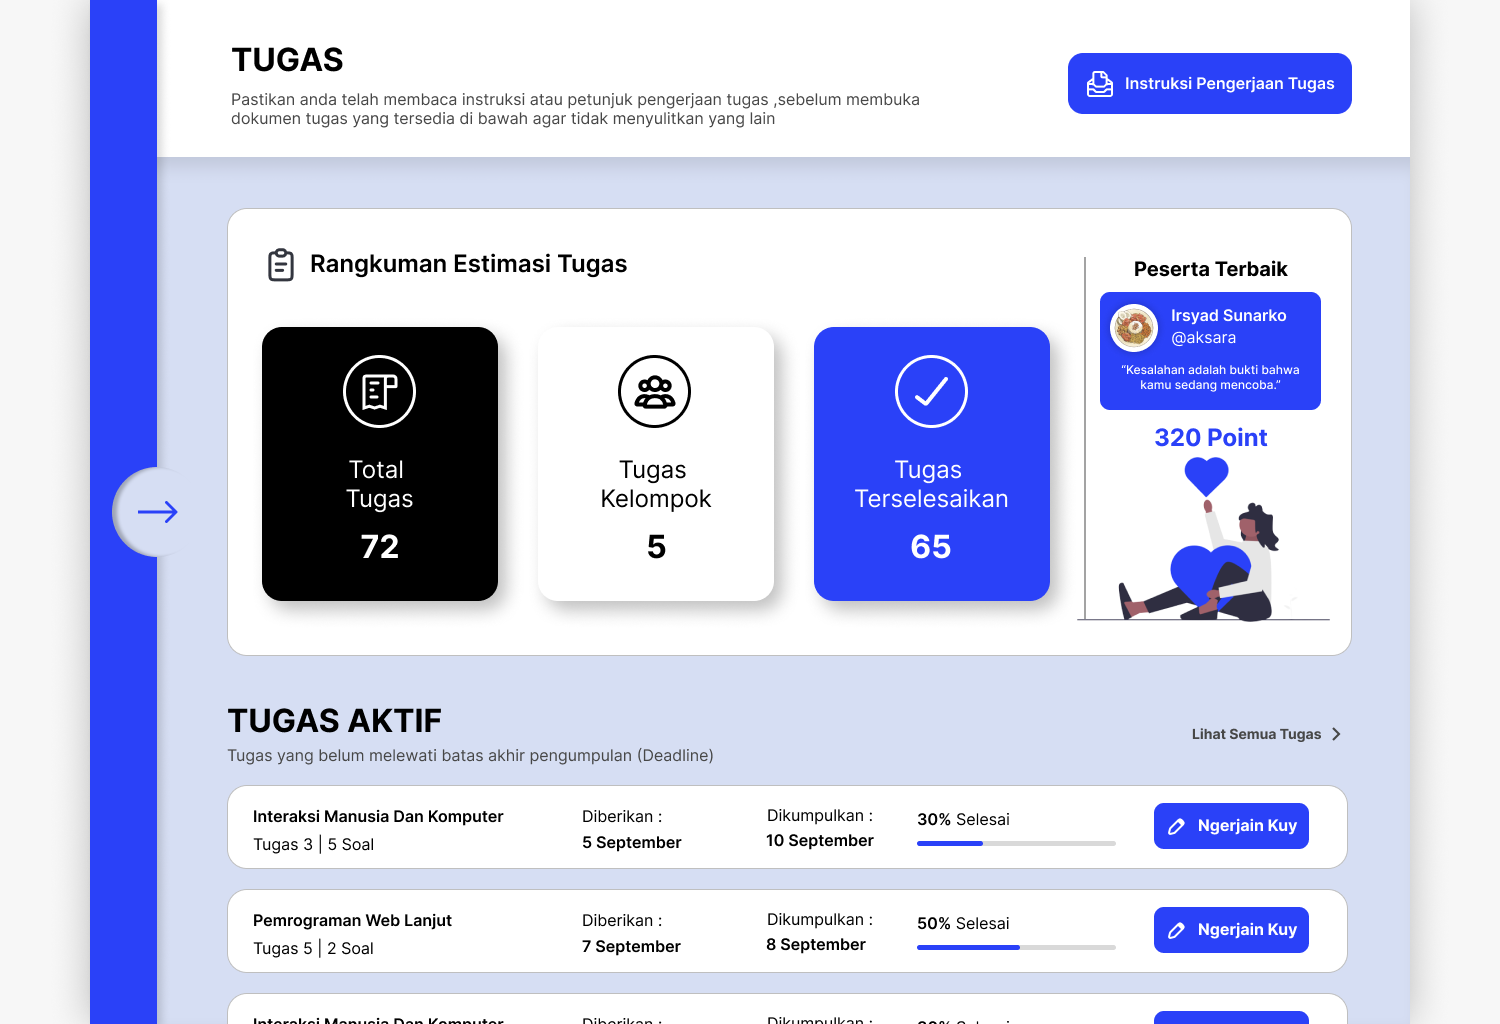 TUGAS
Pastikan anda telah membaca instruksi atau petunjuk pengerjaan tugas ,sebelum membuka
dokumen tugas yang tersedia di bawah agar tidak menyulitkan yang lain
Instruksi Pengerjaan Tugas
Rangkuman Estimasi Tugas
Total
Tugas
72
Tugas
Kelompok
5
Tugas
Terselesaikan
65
Peserta Terbaik
Irsyad Sunarko
@aksara
“Kesalahan adalah bukti bahwa
kamu sedang mencoba.”
320 Point
TUGAS AKTIF
Tugas yang belum melewati batas akhir pengumpulan (Deadline)
Lihat Semua Tugas
Interaksi Manusia Dan Komputer
Tugas 3 | 5 Soal
Diberikan :
5 September
Dikumpulkan :
10 September
30% Selesai
Ngerjain Kuy
Pemrograman Web Lanjut
Tugas 5 | 2 Soal
Diberikan :
7 September
Dikumpulkan :
8 September
50% Selesai
Ngerjain Kuy
Interaksi Manusia Dan Komputer
Diberikan :
Dikumpulkan :